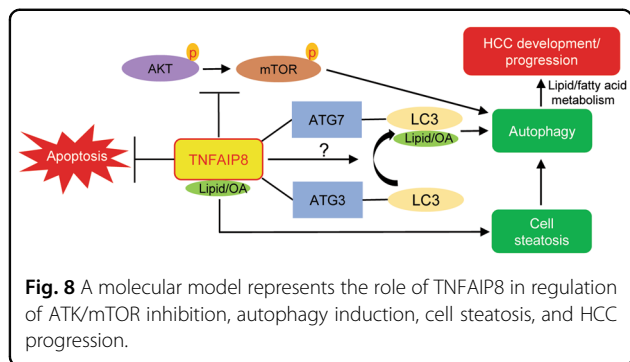 p
p
AKT
mTOR
HCC development/
progression
Lipid/fatty acid
metabolism
ATG7
LC3
Lipid/OA
Autophagy
Apoptosis
TNFAIP8
?
Lipid/OA
ATG3
LC3
Cell
steatosis
Fig. 8 A molecular model represents the role of TNFAIP8 in regulation
of ATK/mTOR inhibition, autophagy induction, cell steatosis, and HCC
progression.